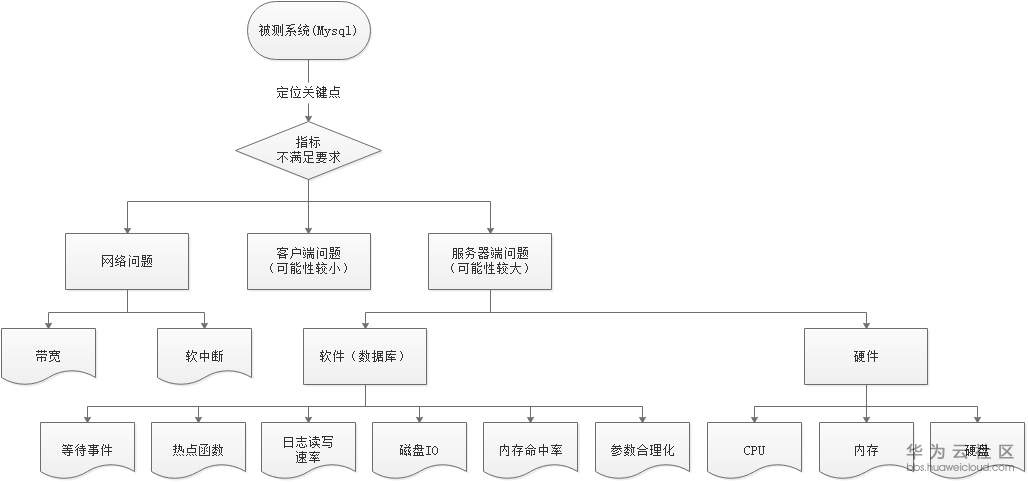 被测系统(Mysql)
定位关键点
指标
不满足要求
网络问题
客户端问题
（可能性较小）
服务器端问题
（可能性较大）
带宽
软中断
软件（数据库）
硬件
等待事件
热点函数
日志读写
速率
磁盘IO
内存命中率
参数合理化
CPU
内存
硬盘
华为云社区
bbs.huaweicloud.com